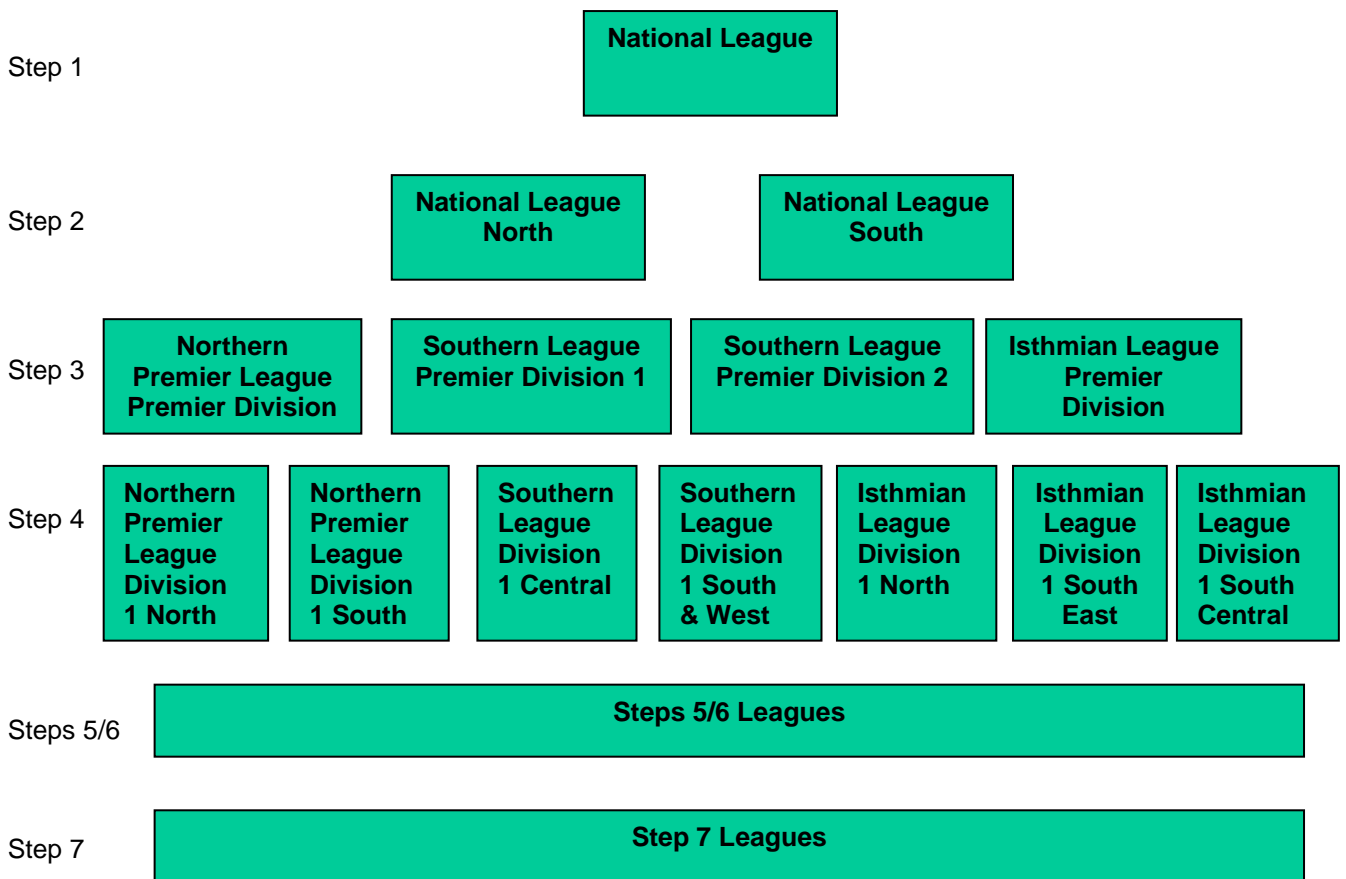 Step 1
National League
Step 2
National League
North
National League
South
Step 3
Northern
Premier League
Premier Division
Southern League
Premier Division 1
Southern League
Premier Division 2
Isthmian League
Premier
Division
Step 4
Northern
Premier
League
Division
1 North
Northern
Premier
League
Division
1 South
Southern
League
Division
1 Central
Southern
League
Division
1 South
& West
Isthmian
League
Division
1 North
Isthmian
League
Division
1 South
East
Isthmian
League
Division
1 South
Central
Steps 5/6
Steps 5/6 Leagues
Step 7
Step 7 Leagues